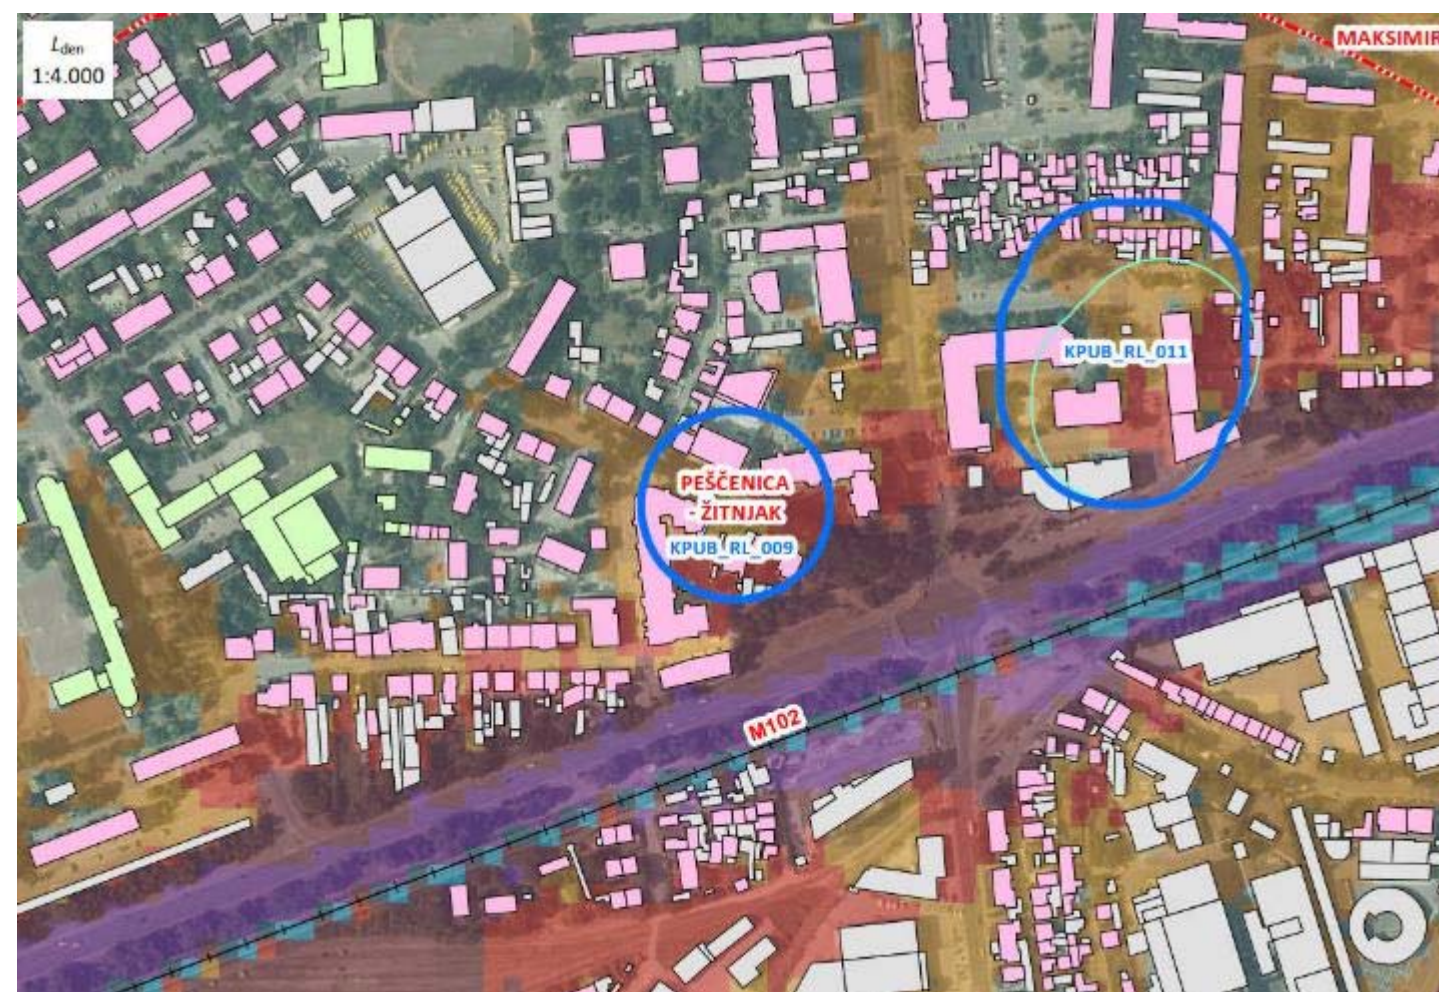 Lden
1:4.000
MAKSIMIR
KPUB_RL_011
PEŠČENICA
- ŽITNJAK
KPUB_RL_009
M102